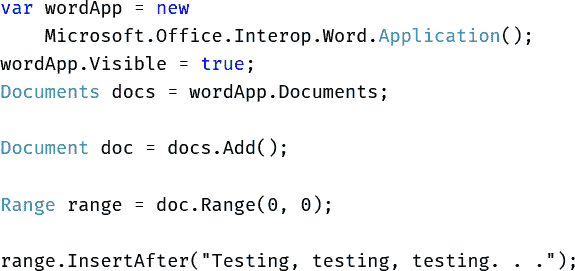 var wordApp = new
    Microsoft.Office.Interop.Word.Application();
wordApp.Visible = true;
Documents docs = wordApp.Documents;

Document doc = docs.Add();

Range range = doc.Range(0, 0);

range.InsertAfter("Testing, testing, testing. . .");